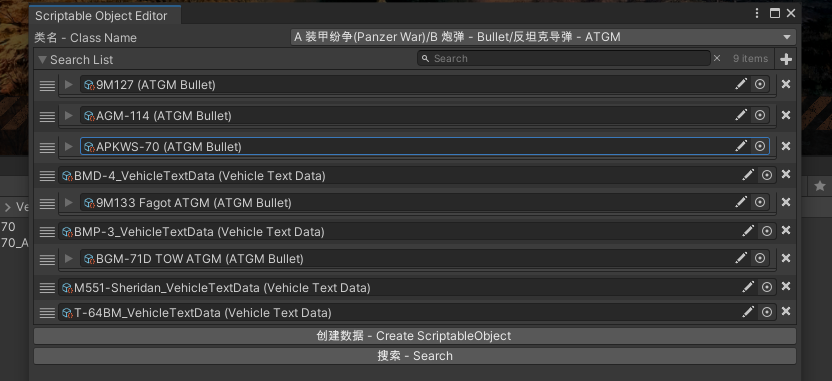 Scriptable Object Editor
类名 - Class Name A 装甲纷争(Panzer War)/B 炮弹 - Bullet/反坦克导弹 - ATGM
Search List Search 9 items
9M127 (ATGM Bullet)
AGM-114 (ATGM Bullet)
APKWS-70 (ATGM Bullet)
BMD-4_VehicleTextData (Vehicle Text Data)
9M133 Fagot ATGM (ATGM Bullet)
BMP-3_VehicleTextData (Vehicle Text Data)
BGM-71D TOW ATGM (ATGM Bullet)
M551-Sheridan_VehicleTextData (Vehicle Text Data)
T-64BM_VehicleTextData (Vehicle Text Data)
创建数据 - Create ScriptableObject
搜索 - Search
Ve
70
70_A